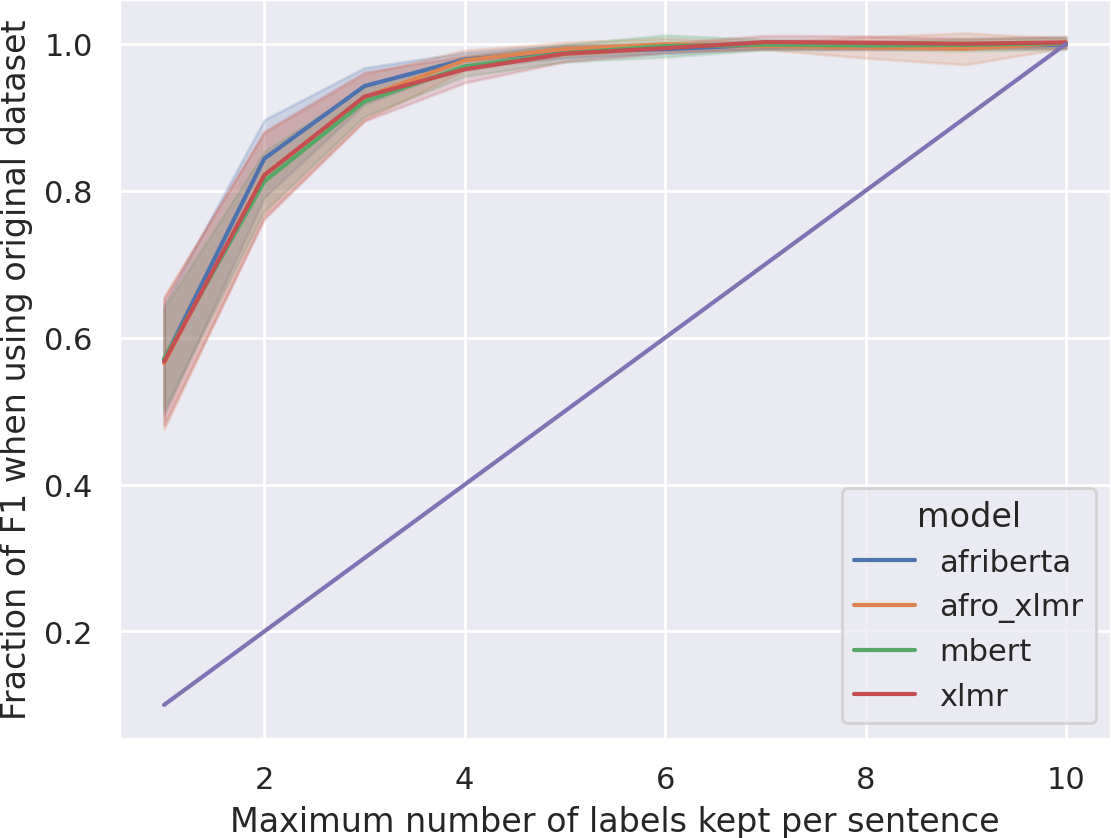 Fraction of F1 when using original dataset
1.0
0.8
0.6
0.4
0.2
2
4
6
8
10
Maximum number of labels kept per sentence
model
afriberta
afro_xlmr
mbert
xlmr